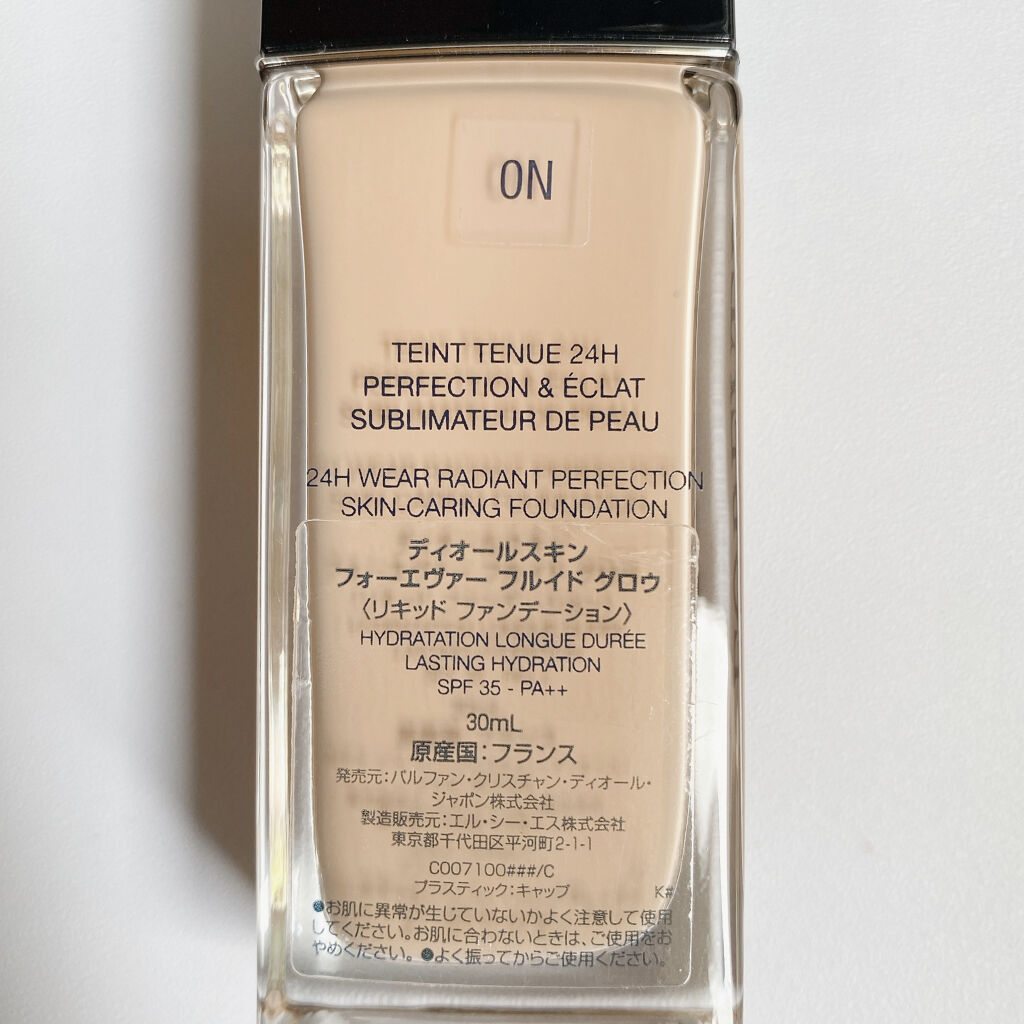 0N
TEINT TENUE 24H
PERFECTION & ÉCLAT
SUBLIMATEUR DE PEAU
24H WEAR RADIANT PERFECTION
SKIN-CARING FOUNDATION
ディオールスキン
フォーエヴァー フルイド グロウ
〈リキッド ファンデーション〉
HYDRATATION LONGUE DURÉE
LASTING HYDRATION
SPF 35 - PA++
30mL
原産国:フランス
発売元:パルファン・クリスチャン・ディオール・
ジャポン株式会社
製造販売元:エル・シー・エス株式会社
東京都千代田区平河町2-1-1
C007100###/C
プラスティック:キャップ
K#
●お肌に異常が生じていないかよく注意して使用
してください。お肌に合わないときは、ご使用をお
やめください。●よく振ってからご使用ください。